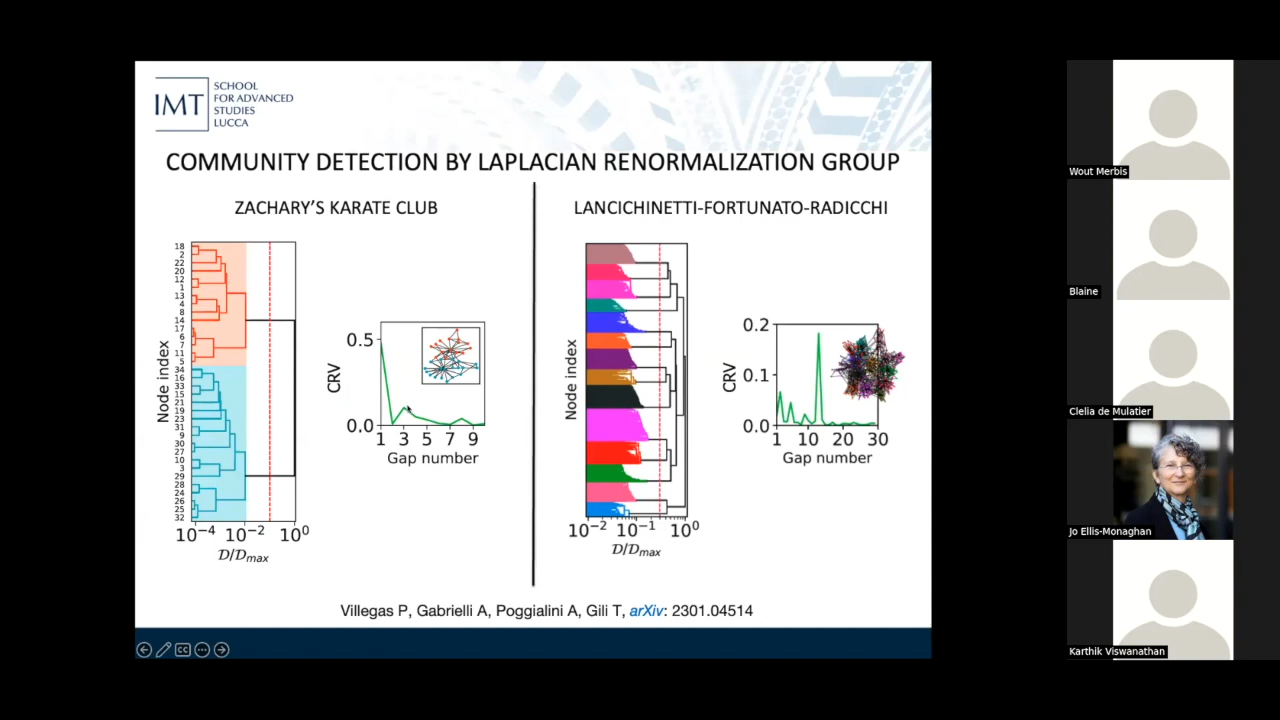 IMT
SCHOOL
FOR ADVANCED
STUDIES
LUCCA
COMMUNITY DETECTION BY LAPLACIAN RENORMALIZATION GROUP
ZACHARY'S KARATE CLUB
Node index
18
2
22
20
12
1
13
4
8
14
17
6
7
11
5
34
16
33
15
21
19
23
31
9
30
27
10
3
29
28
24
26
25
32
10⁻⁴ 10⁻² 10⁰
𝒟/𝒟max
CRV
0.5
0.0
1 3 5 7 9
Gap number
LANCICHINETTI-FORTUNATO-RADICCHI
Node index
10⁻² 10⁻¹ 10⁰
𝒟/𝒟max
CRV
0.2
0.1
0.0
1 10 20 30
Gap number
Villegas P, Gabrielli A, Poggialini A, Gili T, arXiv: 2301.04514
CC
Wout Merbis
Blaine
Clelia de Mulatier
Jo Ellis-Monaghan
Karthik Viswanathan